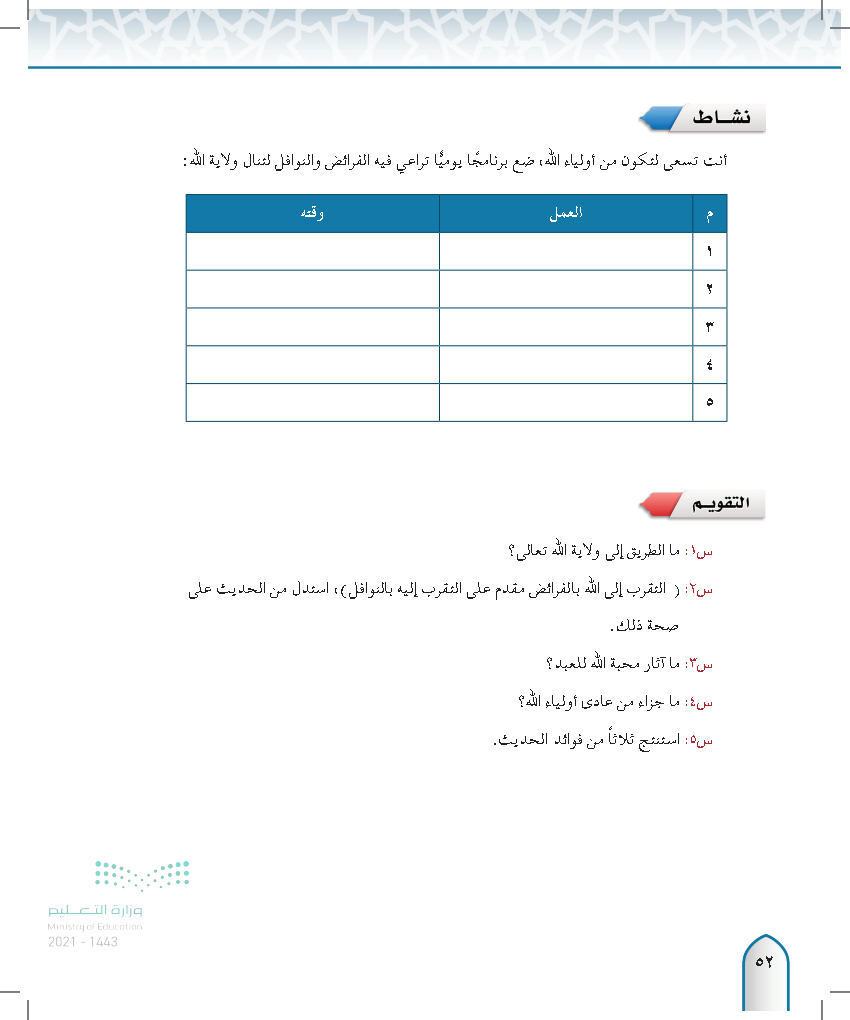 نشــاط
أنت تسعى لتكون من أولياء الله، ضع برنامجًا يوميًّا تراعي فيه الفرائض والنوافل لتنال ولاية الله:
م العمل وقته
١
٢
٣
٤
٥
التقويـم
س١: ما الطريق إلى ولاية الله تعالى؟
س٢: ( التقرب إلى الله بالفرائض مقدم على التقرب إليه بالنوافل)، استدل من الحديث على
صحة ذلك.
س٣: ما آثار محبة الله للعبد؟
س٤: ما جزاء من عادى أولياء الله؟
س٥: استنتج ثلاثاً من فوائد الحديث.
وزارة التعـليم
Ministry of Education
2021 - 1443
٥٢